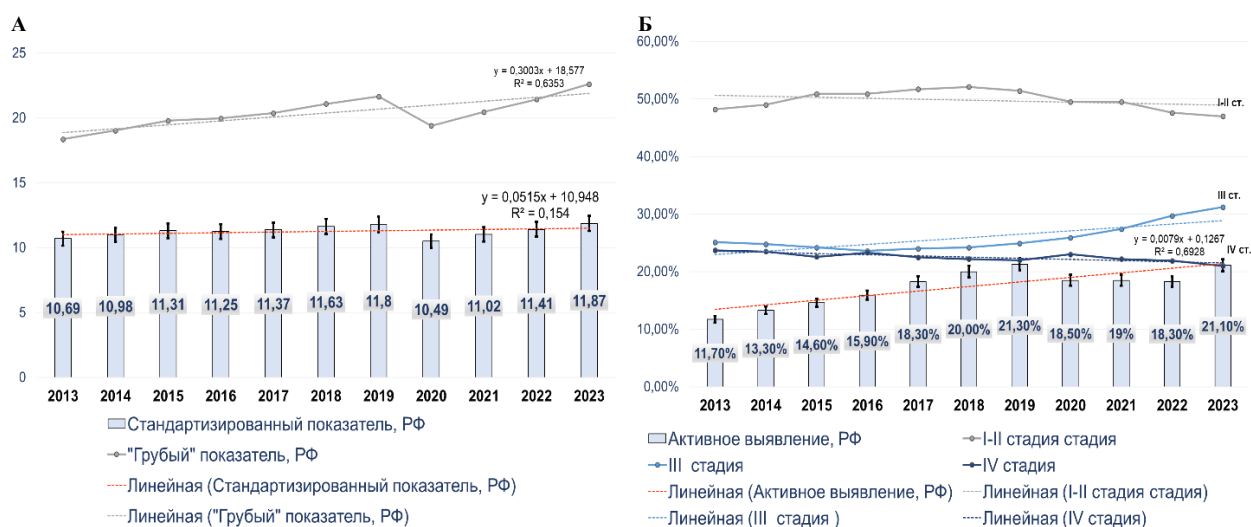 А
25
20
15
10
5
0
y = 0,3003x + 18,577
R² = 0,6353
y = 0,0515x + 10,948
R² = 0,154
10,69 10,98 11,31 11,25 11,37 11,63 11,8 10,49 11,02 11,41 11,87
2013 2014 2015 2016 2017 2018 2019 2020 2021 2022 2023
Стандартизированный показатель, РФ
"Грубый" показатель, РФ
Линейная (Стандартизированный показатель, РФ)
Линейная ("Грубый" показатель, РФ)
Б
60,00%
50,00%
40,00%
30,00%
20,00%
10,00%
0,00%
I-II ст.
III ст.
y = 0,0079x + 0,1267
R² = 0,6928
IV ст.
11,70% 13,30% 14,60% 15,90% 18,30% 20,00% 21,30% 18,50% 19% 18,30% 21,10%
2013 2014 2015 2016 2017 2018 2019 2020 2021 2022 2023
Активное выявление, РФ
I-II стадия стадия
III стадия
IV стадия
Линейная (Активное выявление, РФ)
Линейная (I-II стадия стадия)
Линейная (III стадия )
Линейная (IV стадия)